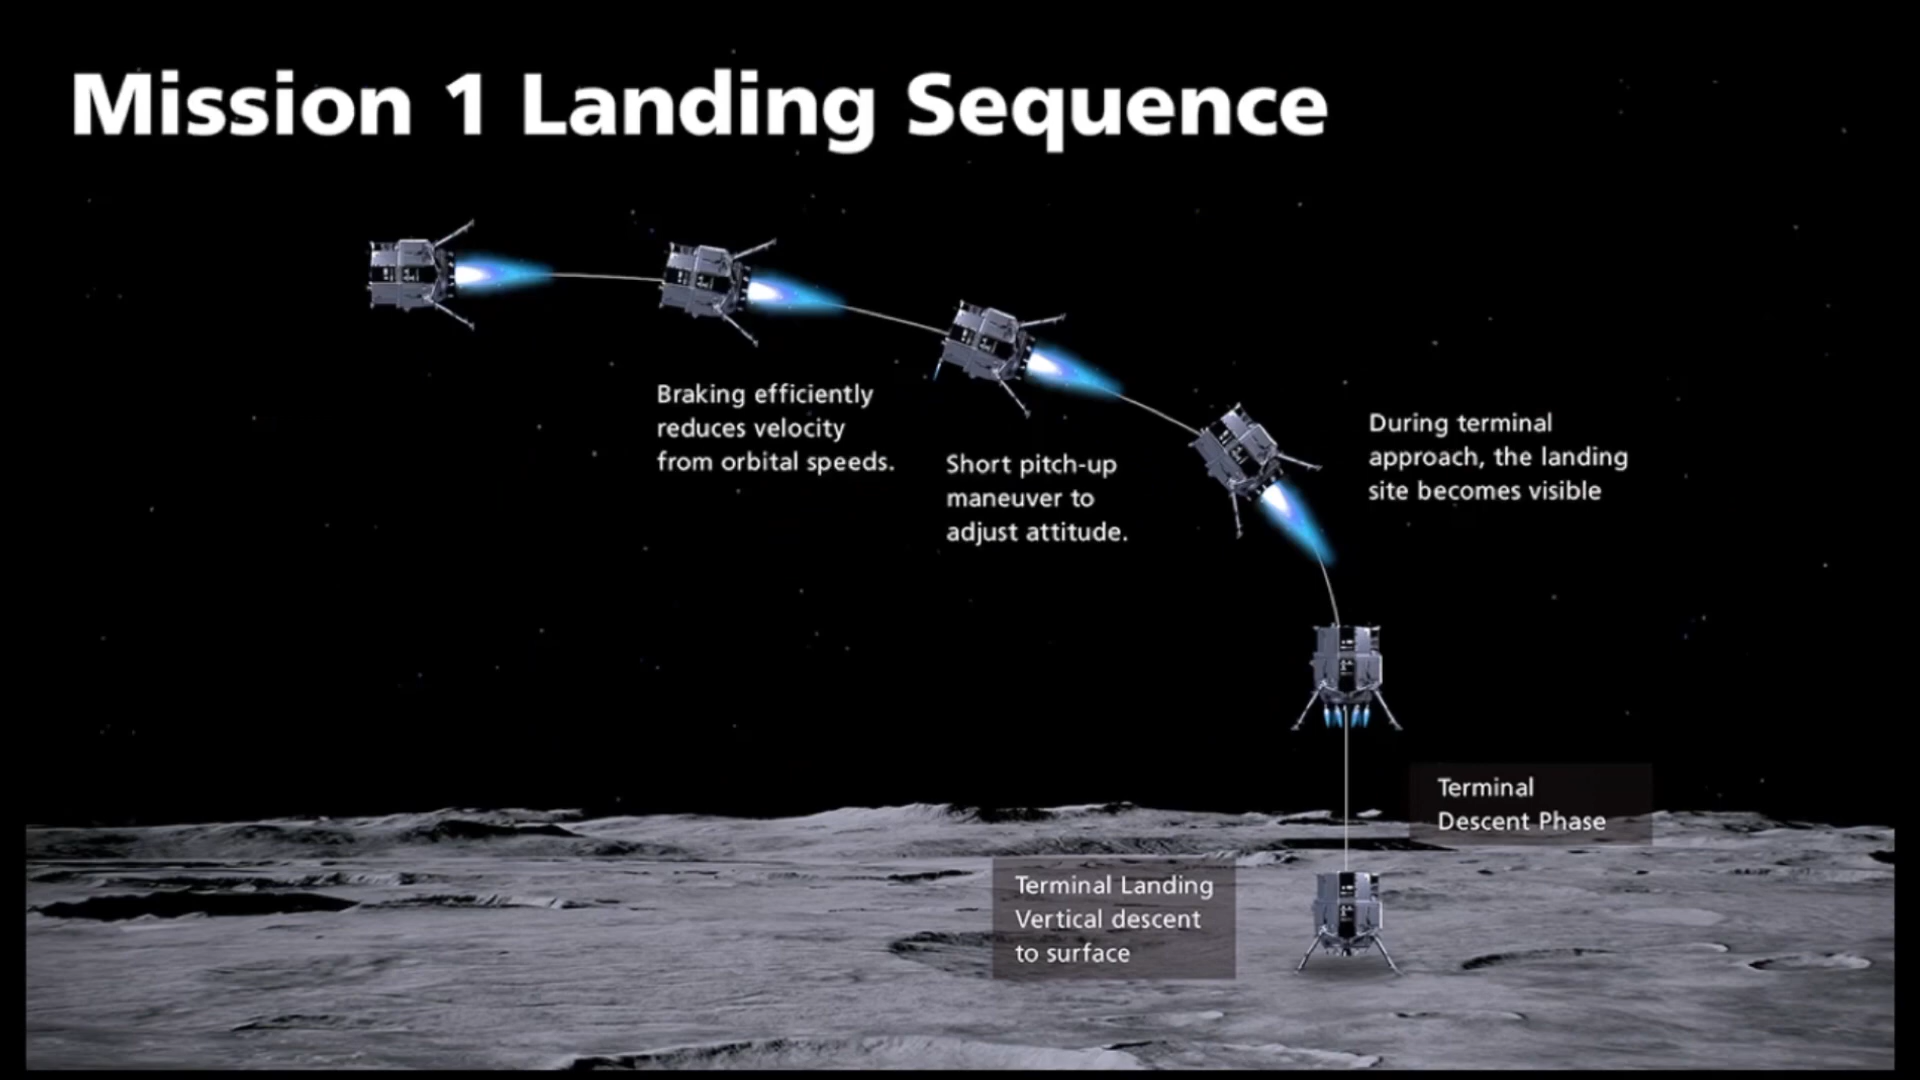 Mission 1 Landing Sequence
Braking efficiently
reduces velocity
from orbital speeds.
Short pitch-up
maneuver to
adjust attitude.
During terminal
approach, the landing
site becomes visible
Terminal
Descent Phase
Terminal Landing
Vertical descent
to surface